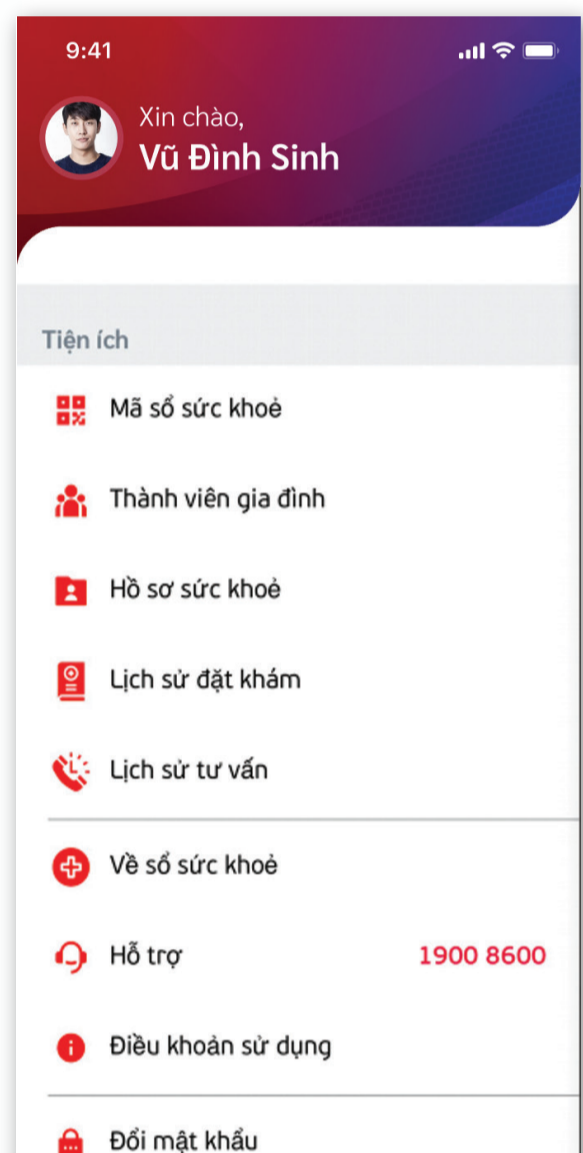 9:41
Xin chào,
Vũ Đình Sinh
Tiện ích
Mã sổ sức khoẻ
Thành viên gia đình
Hồ sơ sức khoẻ
Lịch sử đặt khám
Lịch sử tư vấn
Về sổ sức khoẻ
Hỗ trợ 1900 8600
Điều khoản sử dụng
Đổi mật khẩu